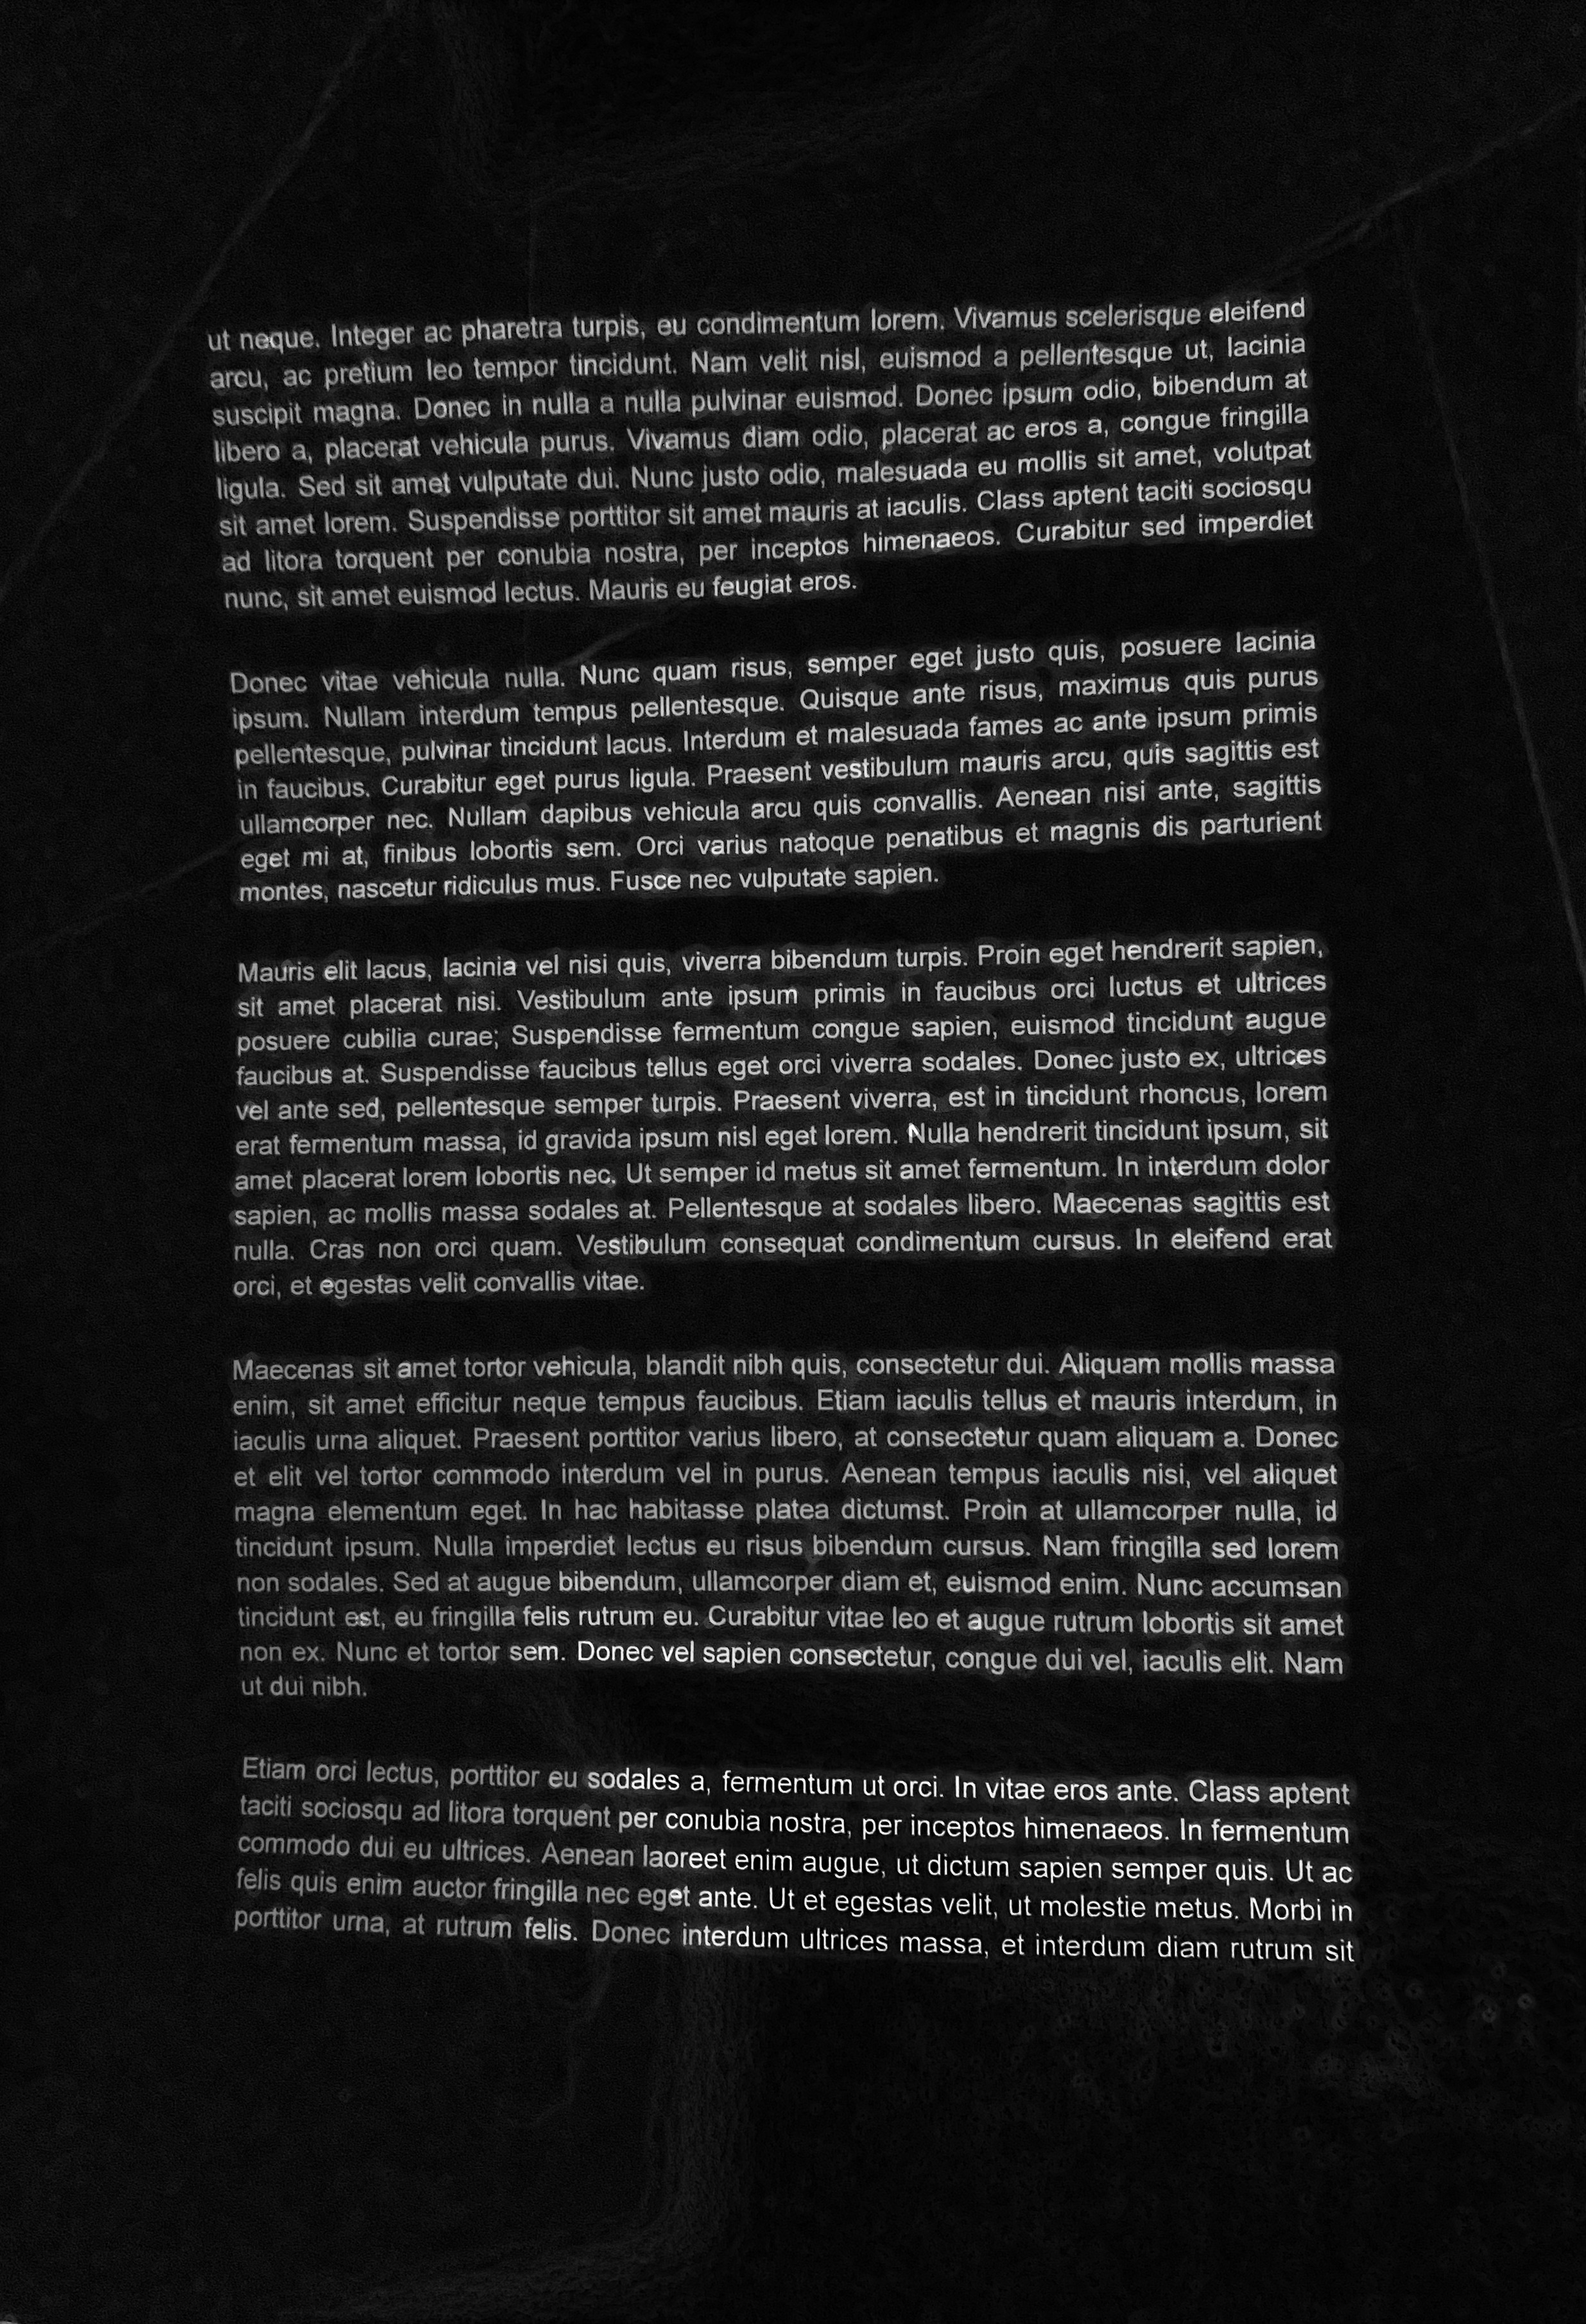 ut neque. Integer ac pharetra turpis, eu condimentum lorem. Vivamus scelerisque eleifend
arcu, ac pretium leo tempor tincidunt. Nam velit nisl, euismod a pellentesque ut, lacinia
suscipit magna. Donec in nulla a nulla pulvinar euismod. Donec ipsum odio, bibendum at
libero a, placerat vehicula purus. Vivamus diam odio, placerat ac eros a, congue fringilla
ligula. Sed sit amet vulputate dui. Nunc justo odio, malesuada eu mollis sit amet, volutpat
sit amet lorem. Suspendisse porttitor sit amet mauris at iaculis. Class aptent taciti sociosqu
ad litora torquent per conubia nostra, per inceptos himenaeos. Curabitur sed imperdiet
nunc, sit amet euismod lectus. Mauris eu feugiat eros.
Donec vitae vehicula nulla. Nunc quam risus, semper eget justo quis, posuere lacinia
ipsum. Nullam interdum tempus pellentesque. Quisque ante risus, maximus quis purus
pellentesque, pulvinar tincidunt lacus. Interdum et malesuada fames ac ante ipsum primis
in faucibus. Curabitur eget purus ligula. Praesent vestibulum mauris arcu, quis sagittis est
ullamcorper nec. Nullam dapibus vehicula arcu quis convallis. Aenean nisi ante, sagittis
eget mi at, finibus lobortis sem. Orci varius natoque penatibus et magnis dis parturient
montes, nascetur ridiculus mus. Fusce nec vulputate sapien.
Mauris elit lacus, lacinia vel nisi quis, viverra bibendum turpis. Proin eget hendrerit sapien,
sit amet placerat nisi. Vestibulum ante ipsum primis in faucibus orci luctus et ultrices
posuere cubilia curae; Suspendisse fermentum congue sapien, euismod tincidunt augue
faucibus at. Suspendisse faucibus tellus eget orci viverra sodales. Donec justo ex, ultrices
vel ante sed, pellentesque semper turpis. Praesent viverra, est in tincidunt rhoncus, lorem
erat fermentum massa, id gravida ipsum nisl eget lorem. Nulla hendrerit tincidunt ipsum, sit
amet placerat lorem lobortis nec. Ut semper id metus sit amet fermentum. In interdum dolor
sapien, ac mollis massa sodales at. Pellentesque at sodales libero. Maecenas sagittis est
nulla. Cras non orci quam. Vestibulum consequat condimentum cursus. In eleifend erat
orci, et egestas velit convallis vitae.
Maecenas sit amet tortor vehicula, blandit nibh quis, consectetur dui. Aliquam mollis massa
enim, sit amet efficitur neque tempus faucibus. Etiam iaculis tellus et mauris interdum, in
iaculis urna aliquet. Praesent porttitor varius libero, at consectetur quam aliquam a. Donec
et elit vel tortor commodo interdum vel in purus. Aenean tempus iaculis nisi, vel aliquet
magna elementum eget. In hac habitasse platea dictumst. Proin at ullamcorper nulla, id
tincidunt ipsum. Nulla imperdiet lectus eu risus bibendum cursus. Nam fringilla sed lorem
non sodales. Sed at augue bibendum, ullamcorper diam et, euismod enim. Nunc accumsan
tincidunt est, eu fringilla felis rutrum eu. Curabitur vitae leo et augue rutrum lobortis sit amet
non ex. Nunc et tortor sem. Donec vel sapien consectetur, congue dui vel, iaculis elit. Nam
ut dui nibh.
Etiam orci lectus, porttitor eu sodales a, fermentum ut orci. In vitae eros ante. Class aptent
taciti sociosqu ad litora torquent per conubia nostra, per inceptos himenaeos. In fermentum
commodo dui eu ultrices. Aenean laoreet enim augue, ut dictum sapien semper quis. Ut ac
felis quis enim auctor fringilla nec eget ante. Ut et egestas velit, ut molestie metus. Morbi in
porttitor urna, at rutrum felis. Donec interdum ultrices massa, et interdum diam rutrum sit